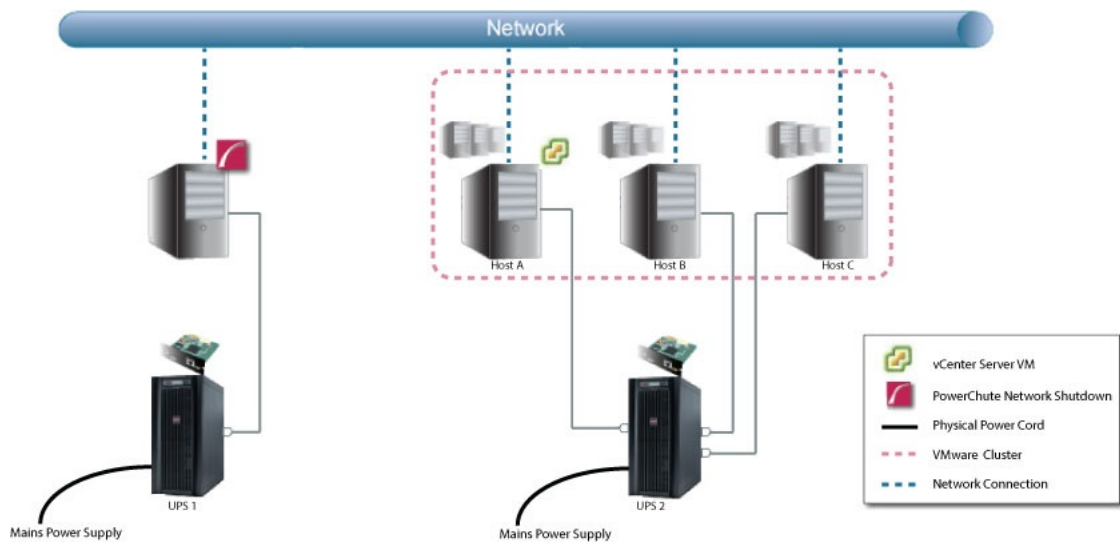 Network
Host A
Host B
Host C
UPS 1
UPS 2
Mains Power Supply
Mains Power Supply
vCenter Server VM
PowerChute Network Shutdown
Physical Power Cord
VMware Cluster
Network Connection